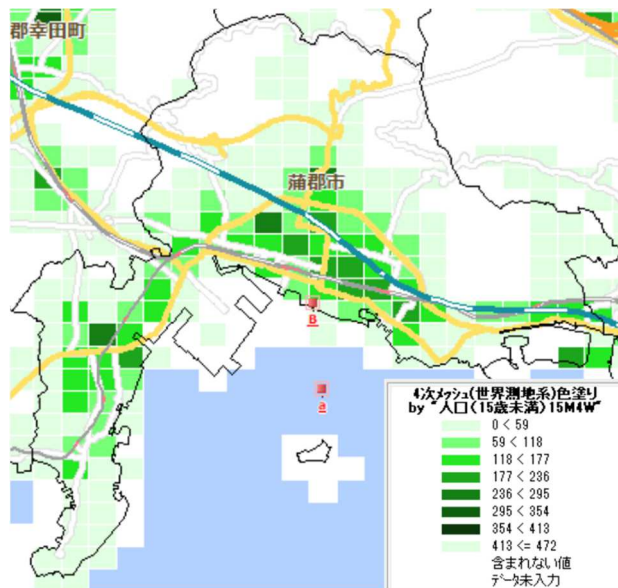 郡幸田町
蒲郡市
B
a
4次メッシュ(世界測地系)色塗り
by "人口(15歳未満)15M4W"
0 < 59
59 < 118
118 < 177
177 < 236
236 < 295
295 < 354
354 < 413
413 <= 472
含まれない値
データ未入力